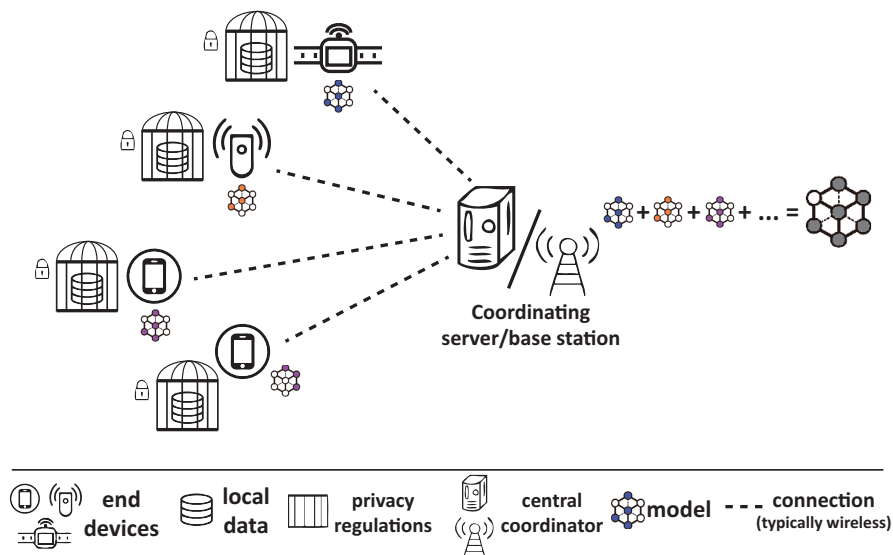 + + + ... =
Coordinating
server/base station
end
devices
local
data
privacy
regulations
central
coordinator
model
connection
(typically wireless)